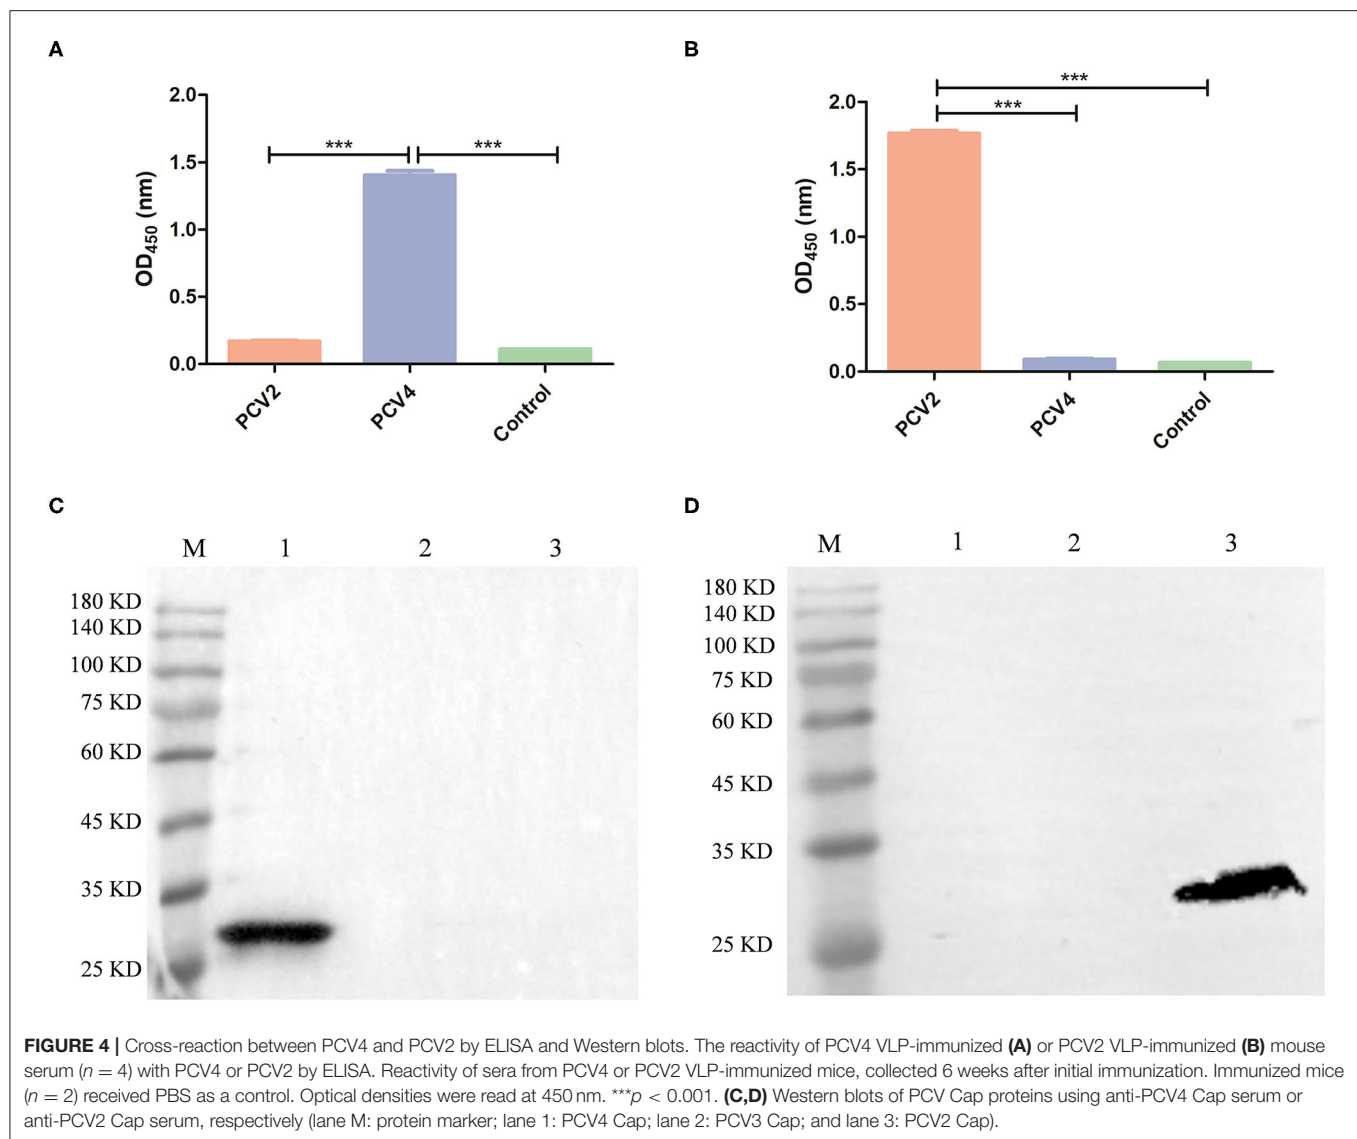 A
2.0
1.5
1.0
0.5
0.0
OD450 (nm)
***
***
PCV2
PCV4
Control
B
2.0
1.5
1.0
0.5
0.0
OD450 (nm)
***
***
PCV2
PCV4
Control
C
M 1 2 3
180 KD
140 KD
100 KD
75 KD
60 KD
45 KD
35 KD
25 KD
D
M 1 2 3
180 KD
140 KD
100 KD
75 KD
60 KD
45 KD
35 KD
25 KD
FIGURE 4 | Cross-reaction between PCV4 and PCV2 by ELISA and Western blots. The reactivity of PCV4 VLP-immunized (A) or PCV2 VLP-immunized (B) mouse
serum (n = 4) with PCV4 or PCV2 by ELISA. Reactivity of sera from PCV4 or PCV2 VLP-immunized mice, collected 6 weeks after initial immunization. Immunized mice
(n = 2) received PBS as a control. Optical densities were read at 450 nm. ***p < 0.001. (C,D) Western blots of PCV Cap proteins using anti-PCV4 Cap serum or
anti-PCV2 Cap serum, respectively (lane M: protein marker; lane 1: PCV4 Cap; lane 2: PCV3 Cap; and lane 3: PCV2 Cap).